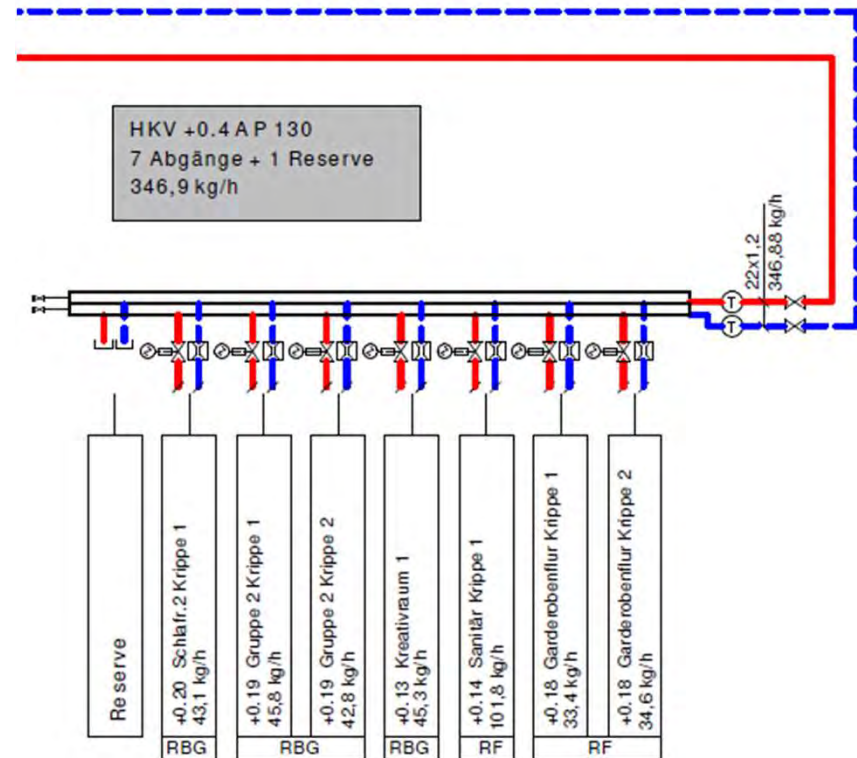 HKV +0.4 AP 130
7 Abgänge + 1 Reserve
346,9 kg/h
22x1,2
346,88 kg/h
T
T
Reserve
+0.20 Schlafr.2 Krippe 1
43,1 kg/h
RBG
+0.19 Gruppe 2 Krippe 1
45,8 kg/h
+0.19 Gruppe 2 Krippe 2
42,8 kg/h
RBG
+0.13 Kreativraum 1
45,3 kg/h
RBG
+0.14 Sanitär Krippe 1
101,8 kg/h
RF
+0.18 Garderobenflur Krippe 1
33,4 kg/h
+0.18 Garderobenflur Krippe 2
34,6 kg/h
RF